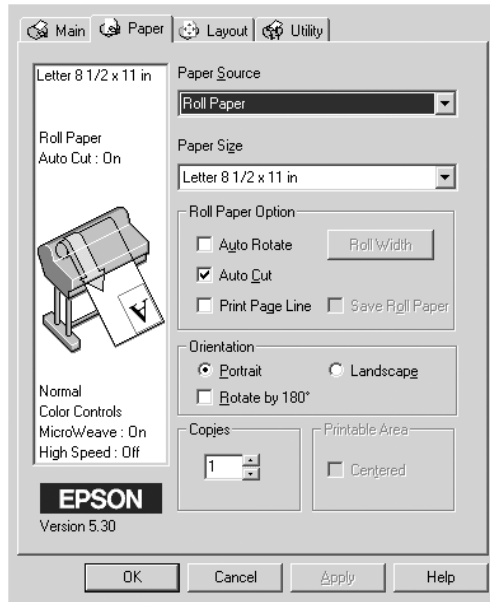 Main Paper Layout Utility
Letter 8 1/2 x 11 in
Roll Paper
Auto Cut : On
A
Normal
Color Controls
MicroWeave : On
High Speed : Off
EPSON
Version 5.30
Paper Source
Roll Paper
Paper Size
Letter 8 1/2 x 11 in
Roll Paper Option
Auto Rotate Roll Width
Auto Cut
Print Page Line Save Roll Paper
Orientation
Portrait Landscape
Rotate by 180°
Copies Printable Area
1 Centered
OK Cancel Apply Help